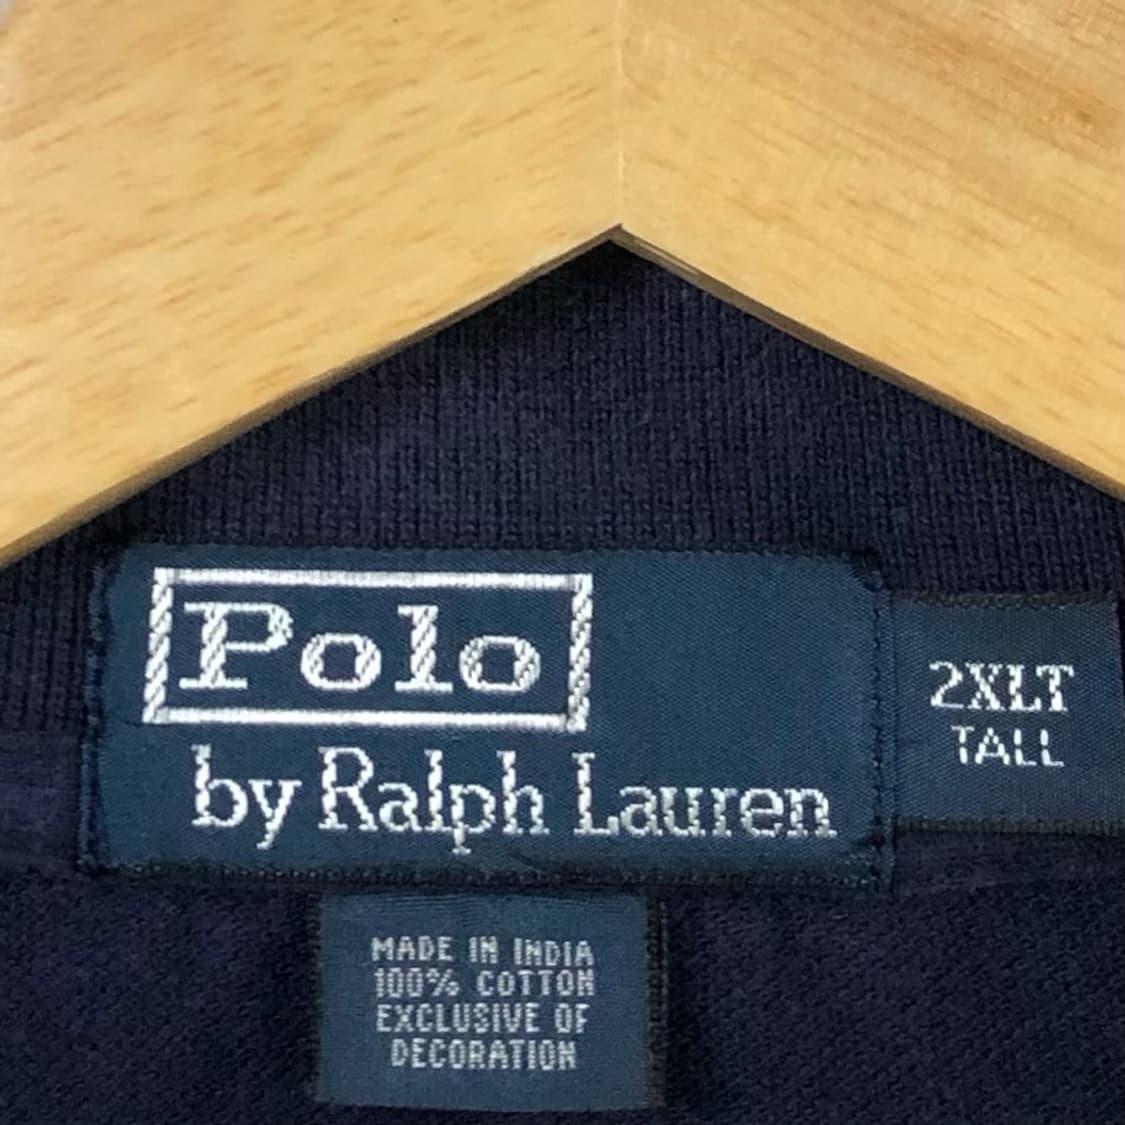 Polo
by Ralph Lauren
2XLT
TALL
MADE IN INDIA
100% COTTON
EXCLUSIVE OF
DECORATION